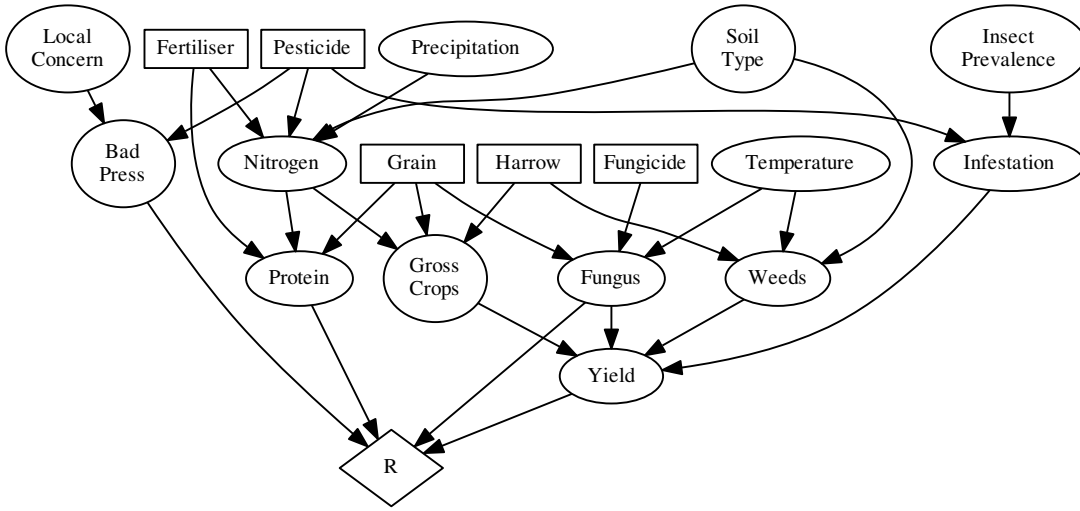 Local
Concern
Fertiliser
Pesticide
Precipitation
Soil
Type
Insect
Prevalence
Bad
Press
Nitrogen
Grain
Harrow
Fungicide
Temperature
Infestation
Protein
Gross
Crops
Fungus
Weeds
Yield
R